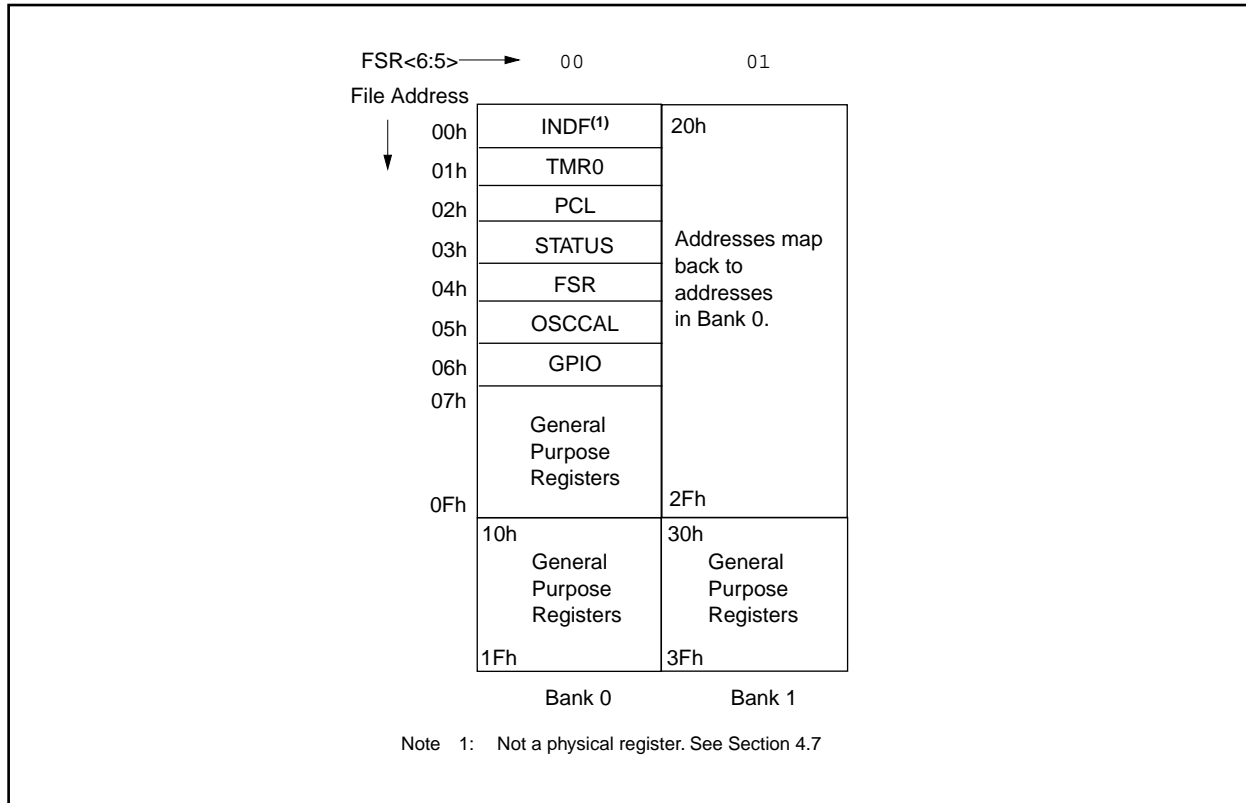 FSR<6:5> 00 01
File Address
00h INDF(1) 20h
01h TMR0
02h PCL
03h STATUS
04h FSR
05h OSCCAL
06h GPIO
07h
0Fh
General
Purpose
Registers
Addresses map
back to
addresses
in Bank 0.
2Fh
10h
General
Purpose
Registers
1Fh
30h
General
Purpose
Registers
3Fh
Bank 0 Bank 1
Note 1: Not a physical register. See Section 4.7